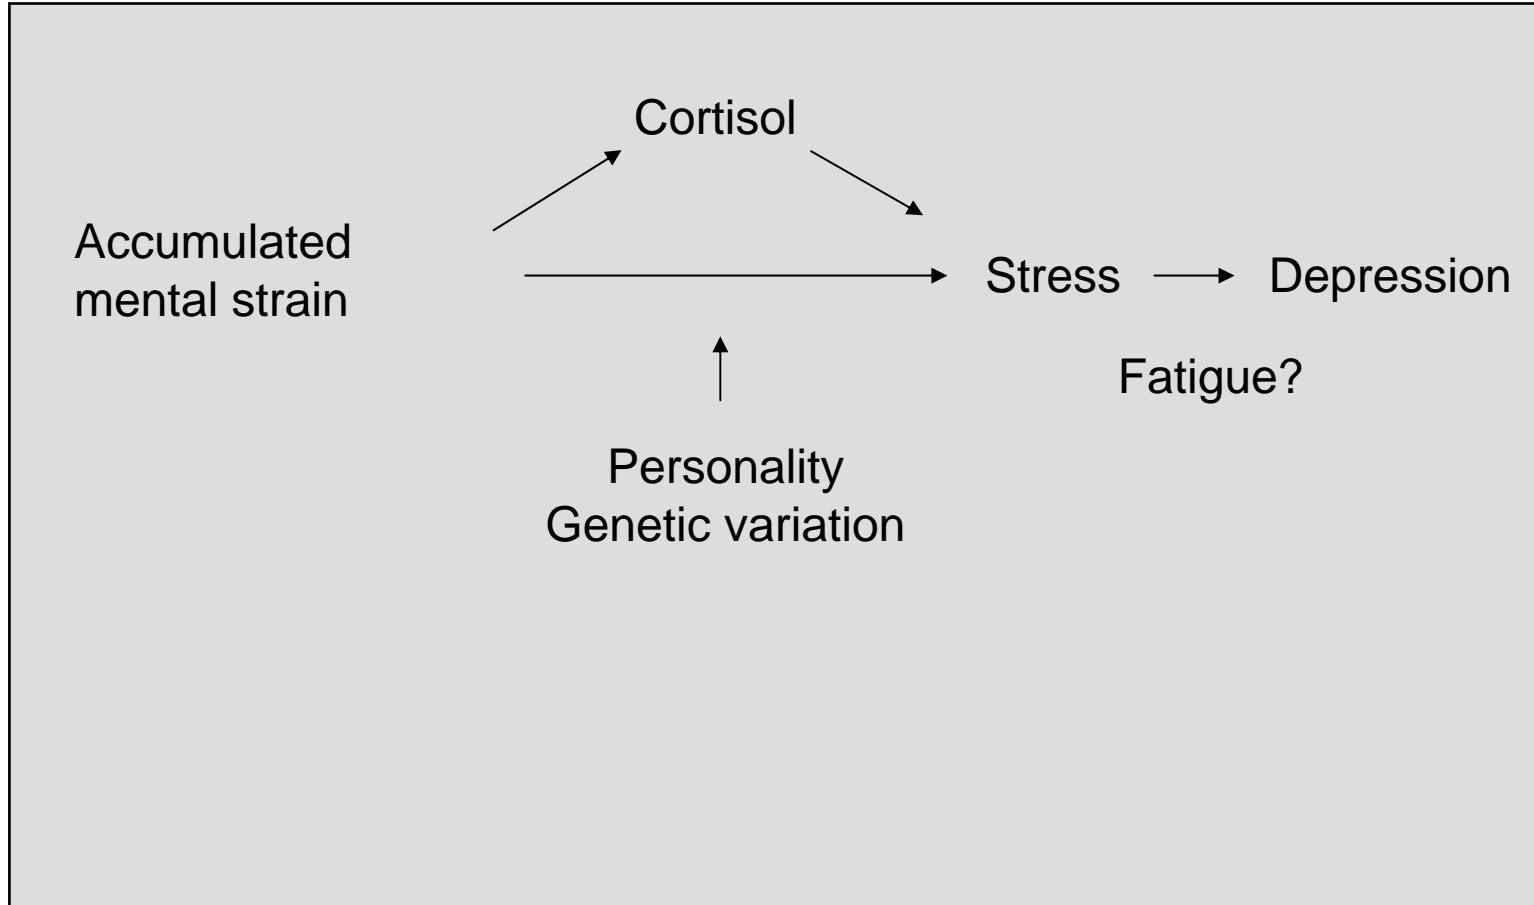 Cortisol
Accumulated
mental strain
Stress
Depression
Fatigue?
Personality
Genetic variation